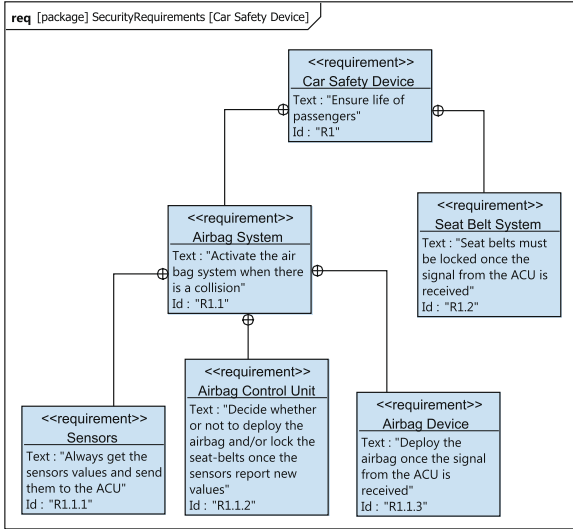 req [package] SecurityRequirements [Car Safety Device]
<<requirement>>
Car Safety Device
Text : "Ensure life of
passengers"
Id : "R1"
<<requirement>>
Airbag System
Text : "Activate the air
bag system when there
is a collision"
Id : "R1.1"
<<requirement>>
Seat Belt System
Text : "Seat belts must
be locked once the
signal from the ACU is
received"
Id : "R1.2"
<<requirement>>
Sensors
Text : "Always get the
sensors values and send
them to the ACU"
Id : "R1.1.1"
<<requirement>>
Airbag Control Unit
Text : "Decide whether
or not to deploy the
airbag and/or lock the
seat-belts once the
sensors report new
values"
Id : "R1.1.2"
<<requirement>>
Airbag Device
Text : "Deploy the
airbag once the signal
from the ACU is
received"
Id : "R1.1.3"